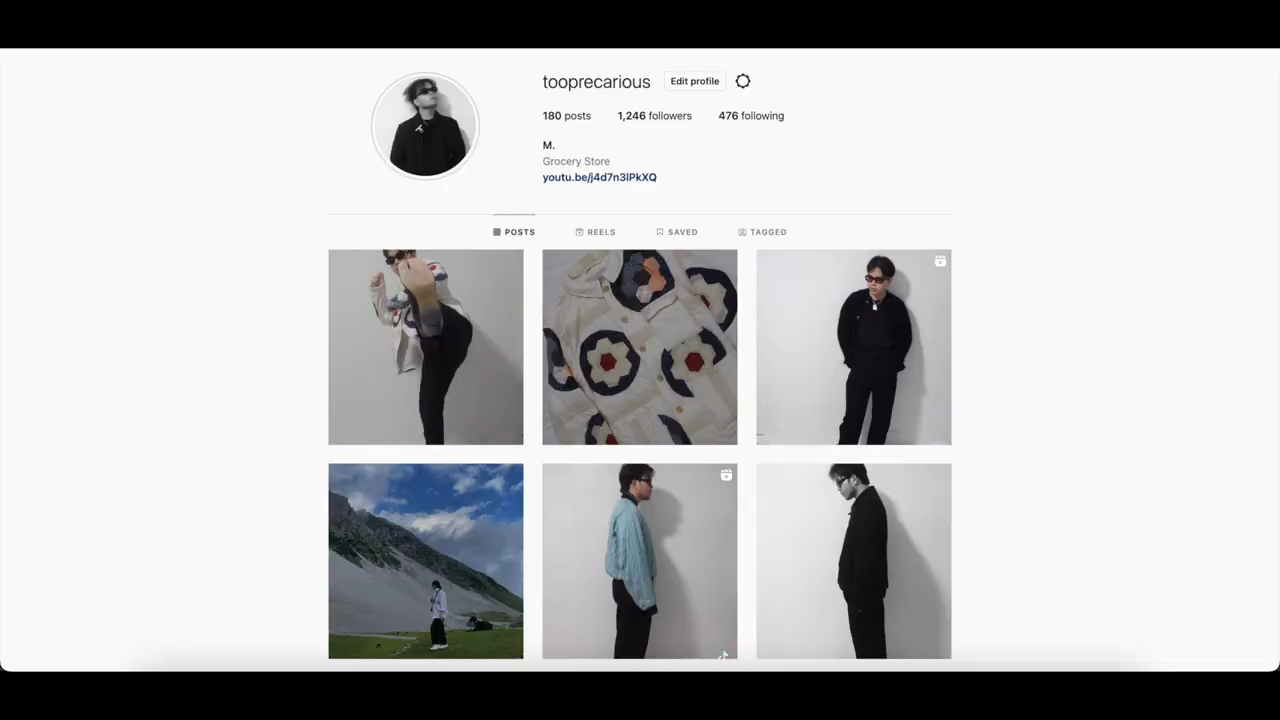 tooprecarious Edit profile
180 posts 1,246 followers 476 following
M.
Grocery Store
youtu.be/j4d7n3lPkXQ
POSTS REELS SAVED TAGGED